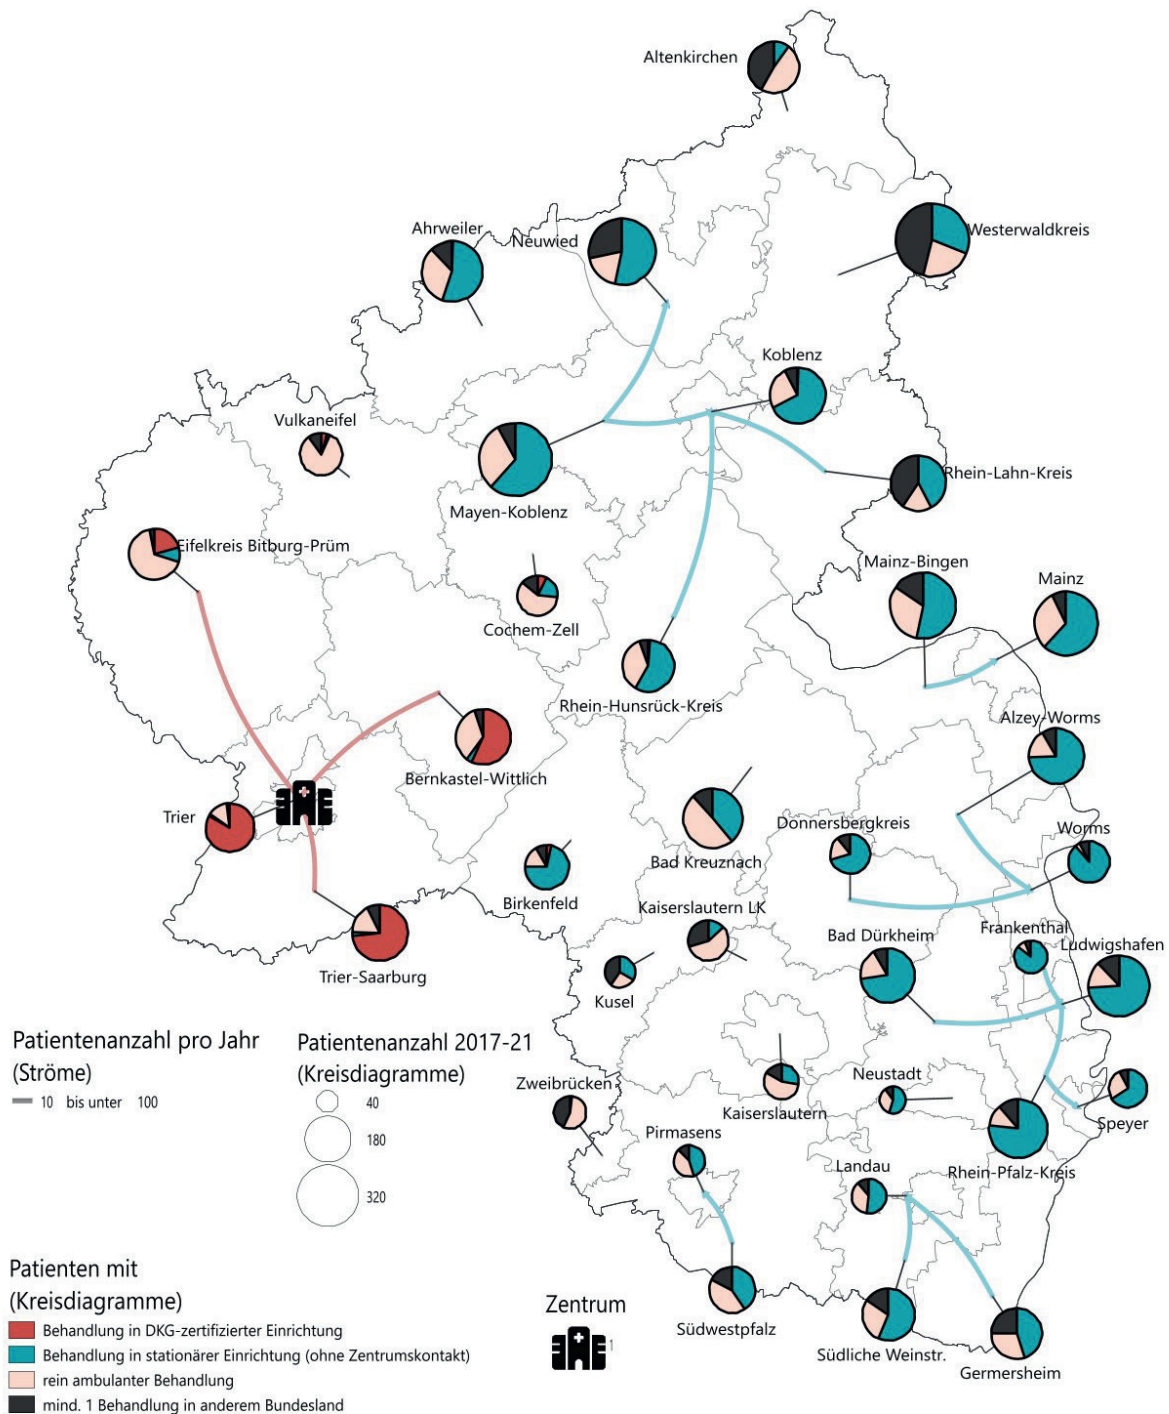 Altenkirchen
Ahrweiler
Neuwied
Westerwaldkreis
Koblenz
Vulkaneifel
Rhein-Lahn-Kreis
Mayen-Koblenz
Eifelkreis Bitburg-Prüm
Mainz-Bingen
Mainz
Cochem-Zell
Rhein-Hunsrück-Kreis
Alzey-Worms
Bernkastel-Wittlich
Trier
Donnersbergkreis
Worms
Bad Kreuznach
Birkenfeld
Kaiserslautern LK
Bad Dürkheim
Frankenthal
Ludwigshafen
Trier-Saarburg
Kusel
Patientenanzahl pro Jahr
(Ströme)
10 bis unter 100
Patientenanzahl 2017-21
(Kreisdiagramme)
40
180
320
Zweibrücken
Kaiserslautern
Neustadt
Speyer
Pirmasens
Rhein-Pfalz-Kreis
Landau
Südwestpfalz
Südliche Weinstr.
Germersheim
Patienten mit
(Kreisdiagramme)
Behandlung in DKG-zertifizierter Einrichtung
Behandlung in stationärer Einrichtung (ohne Zentrumskontakt)
rein ambulanter Behandlung
mind. 1 Behandlung in anderem Bundesland
Zentrum
1